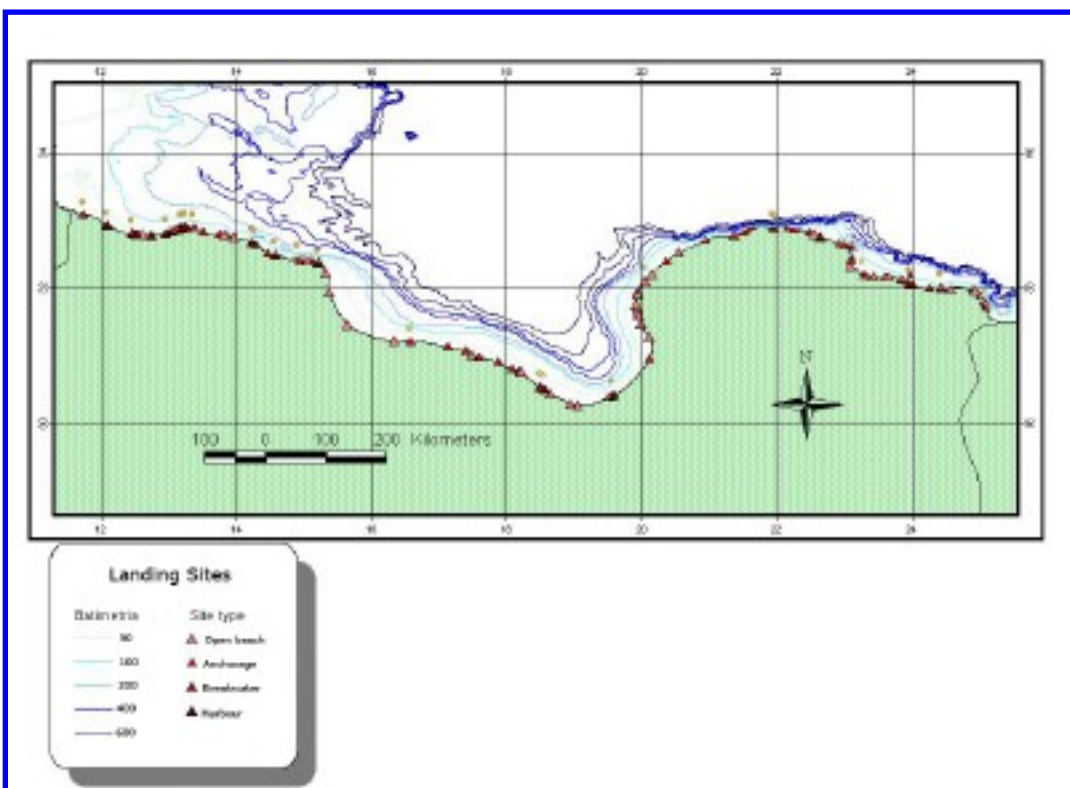 12 14 16 18 20 22 24
N
100 0 100 200 Kilometers
12 14 16 18 20 22 24
Landing Sites
Batimetria Site type
50 Open beach
100 Anchorage
200 Breakwater
400 Harbour
600